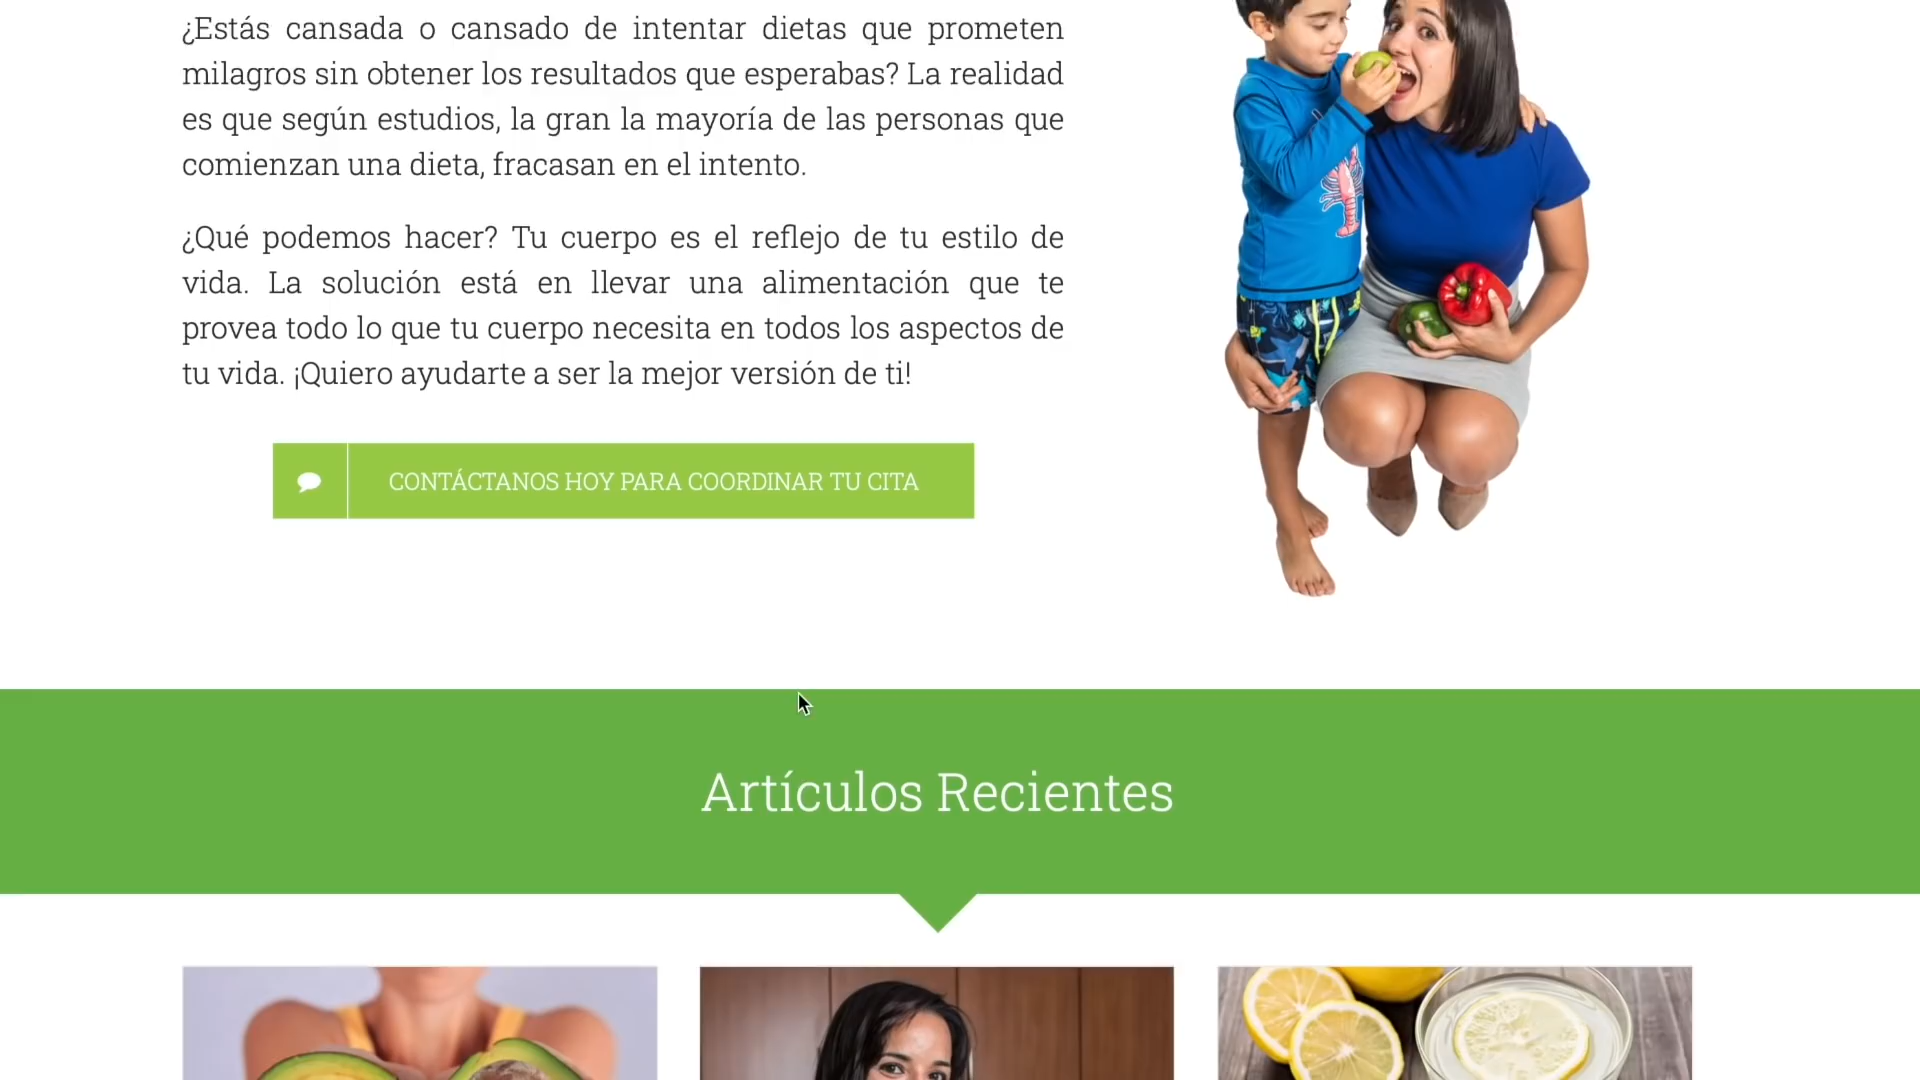 ¿Estás cansada o cansado de intentar dietas que prometen
milagros sin obtener los resultados que esperabas? La realidad
es que según estudios, la gran la mayoría de las personas que
comienzan una dieta, fracasan en el intento.
¿Qué podemos hacer? Tu cuerpo es el reflejo de tu estilo de
vida. La solución está en llevar una alimentación que te
provea todo lo que tu cuerpo necesita en todos los aspectos de
tu vida. ¡Quiero ayudarte a ser la mejor versión de ti!
CONTÁCTANOS HOY PARA COORDINAR TU CITA
Artículos Recientes